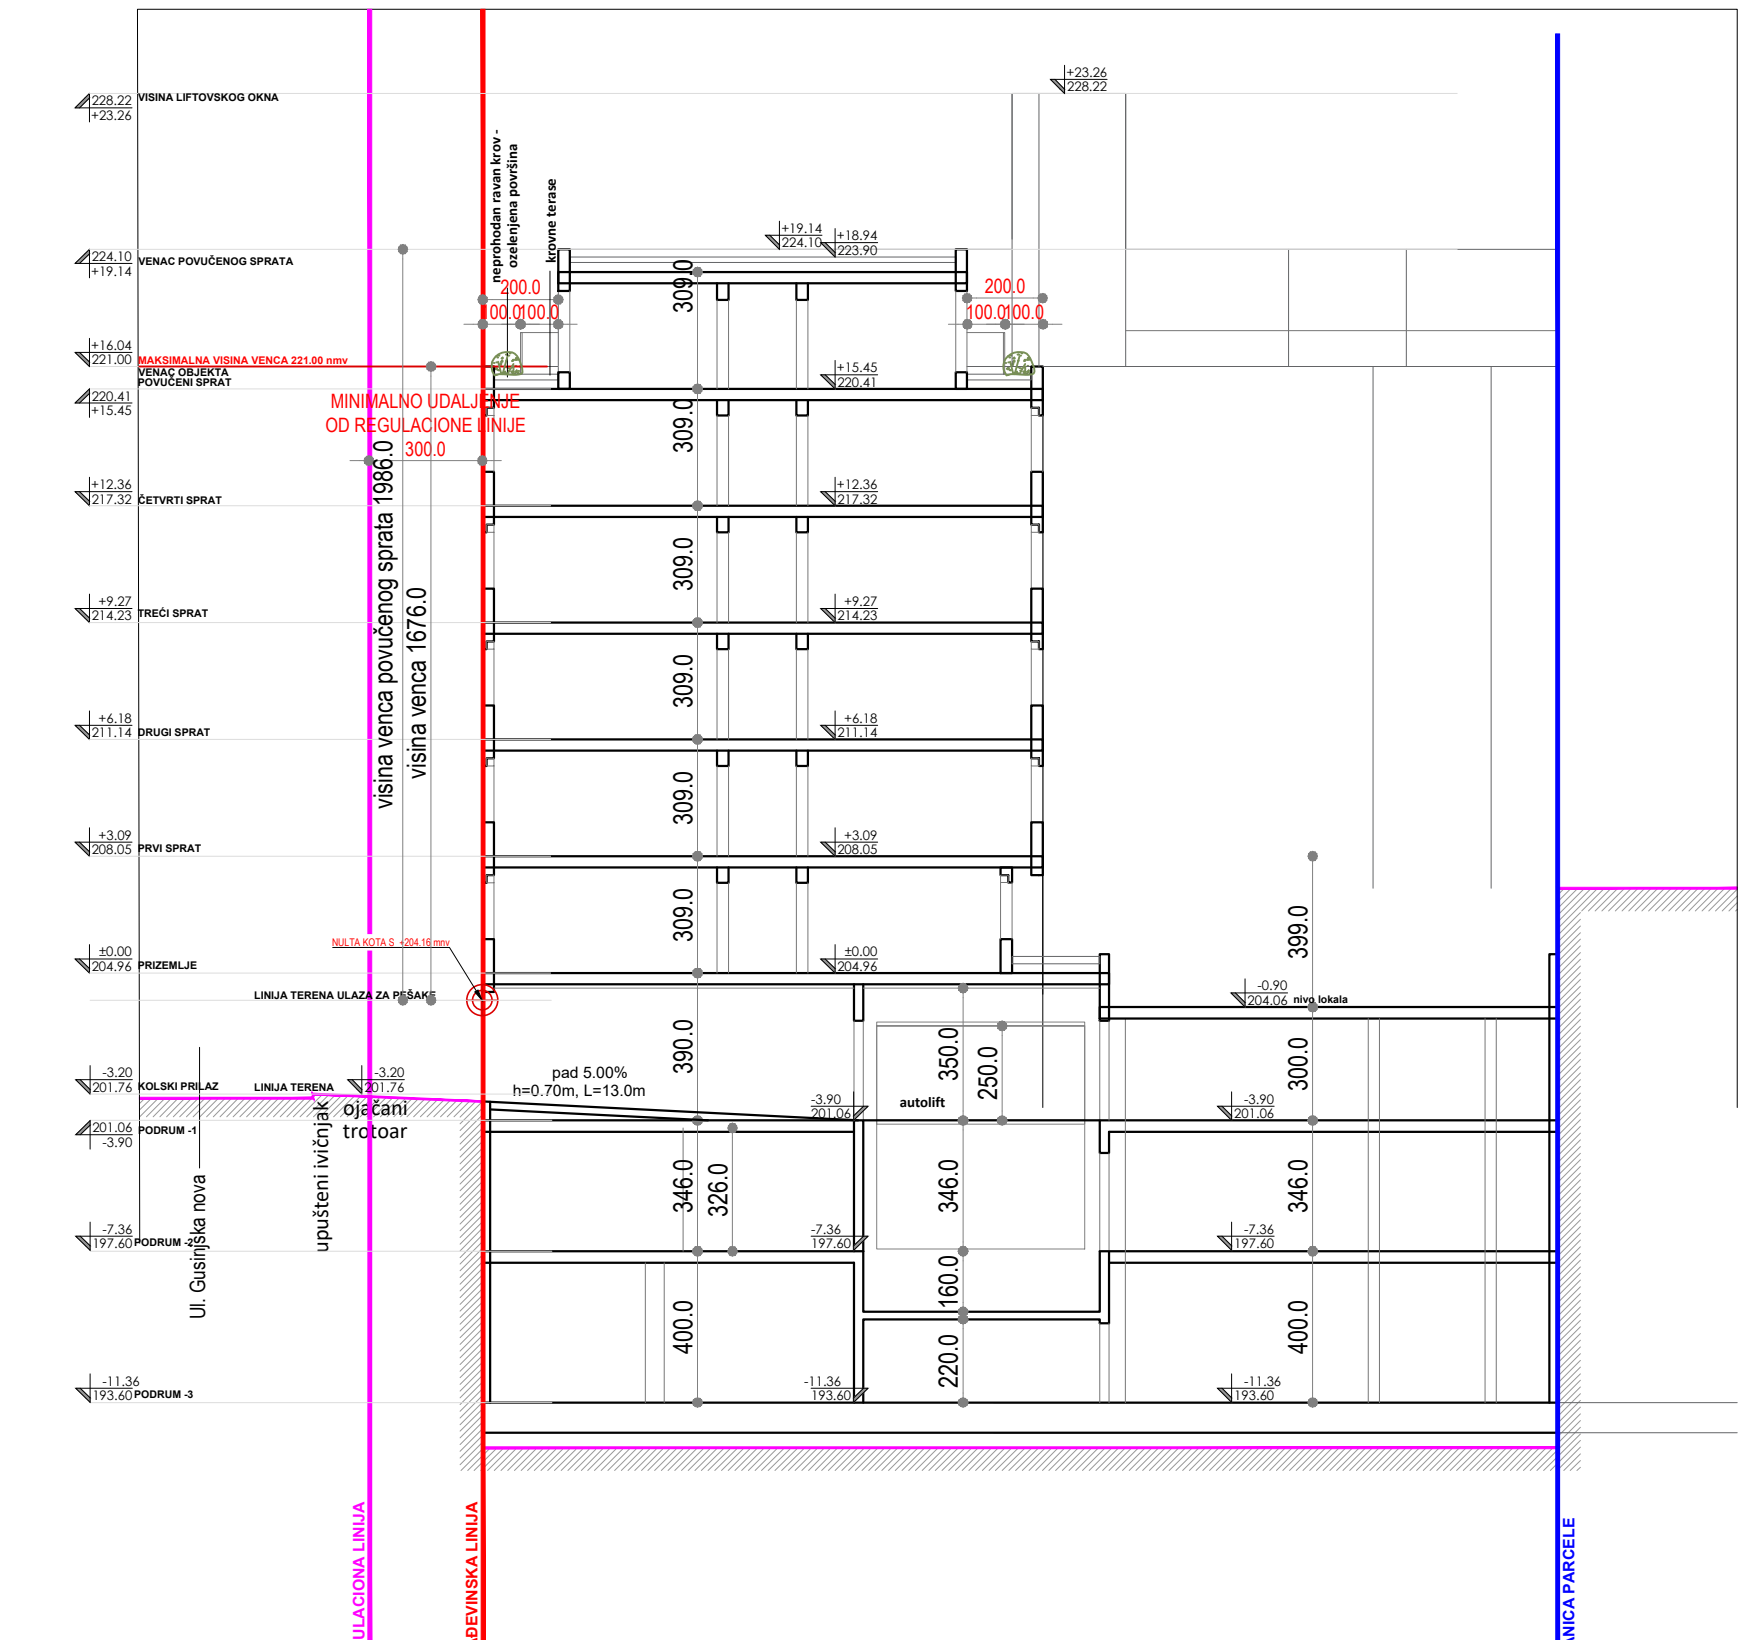 228.22
+23.26
VISINA LIFTOVSKOG OKNA
+23.26
228.22
neprohodan ravan krov -
ozelenjena površina
krovne terase
224.10
+19.14
VENAC POVUČENOG SPRATA
+19.14
224.10
+18.94
223.90
309.0
200.0
100.0
100.0
200.0
100.0
100.0
+16.04
221.00
MAKSIMALNA VISINA VENCA 221.00 nmv
VENAC OBJEKTA
POVUČENI SPRAT
220.41
+15.45
+15.45
220.41
MINIMALNO UDALJENJE
OD REGULACIONE LINIJE
300.0
309.0
+12.36
217.32
ČETVRTI SPRAT
+12.36
217.32
visina venca povučenog sprata 1986.0
visina venca 1676.0
309.0
+9.27
214.23
TREĆI SPRAT
+9.27
214.23
309.0
+6.18
211.14
DRUGI SPRAT
+6.18
211.14
309.0
+3.09
208.05
PRVI SPRAT
+3.09
208.05
309.0
399.0
NULTA KOTA S +204.16 mnv
±0.00
204.96
PRIZEMLJE
±0.00
204.96
LINIJA TERENA ULAZA ZA PEŠAKE
-0.90
204.06
nivo lokala
390.0
350.0
250.0
300.0
-3.20
201.76
KOLSKI PRILAZ
LINIJA TERENA
-3.20
201.76
pad 5.00%
h=0.70m, L=13.0m
-3.90
201.06
autolift
-3.90
201.06
201.06
-3.90
PODRUM -1
ojačani
trotoar
upušteni ivičnjak
Ul. Gusinjska nova
346.0
326.0
346.0
346.0
-7.36
197.60
PODRUM -2
-7.36
197.60
-7.36
197.60
160.0
400.0
220.0
400.0
-11.36
193.60
PODRUM -3
-11.36
193.60
-11.36
193.60
ULACIONA LINIJA
AĐEVINSKA LINIJA
ANICA PARCELE